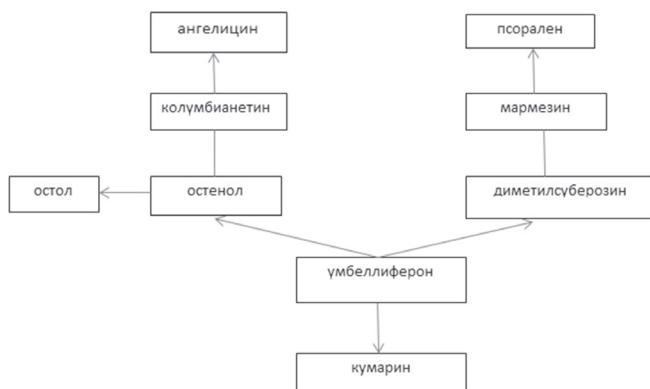 ангелицин
псорален
колумбианетин
мармезин
остол
остенол
диметилсуберозин
умбеллиферон
кумарин